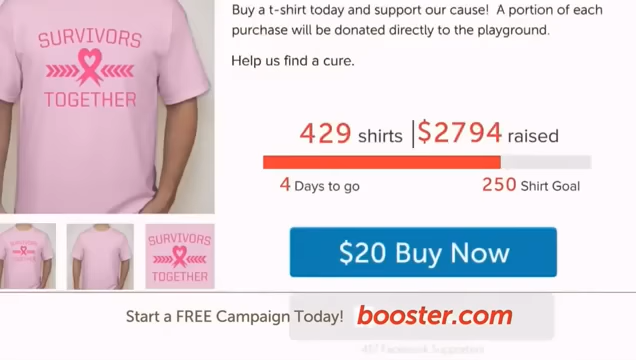 Buy a t-shirt today and support our cause! A portion of each
purchase will be donated directly to the playground.
Help us find a cure.
SURVIVORS
TOGETHER
429 shirts | $2794 raised
4 Days to go
250 Shirt Goal
SURVIVORS
TOGETHER
SURVIVORS
TOGETHER
$20 Buy Now
Start a FREE Campaign Today! booster.com